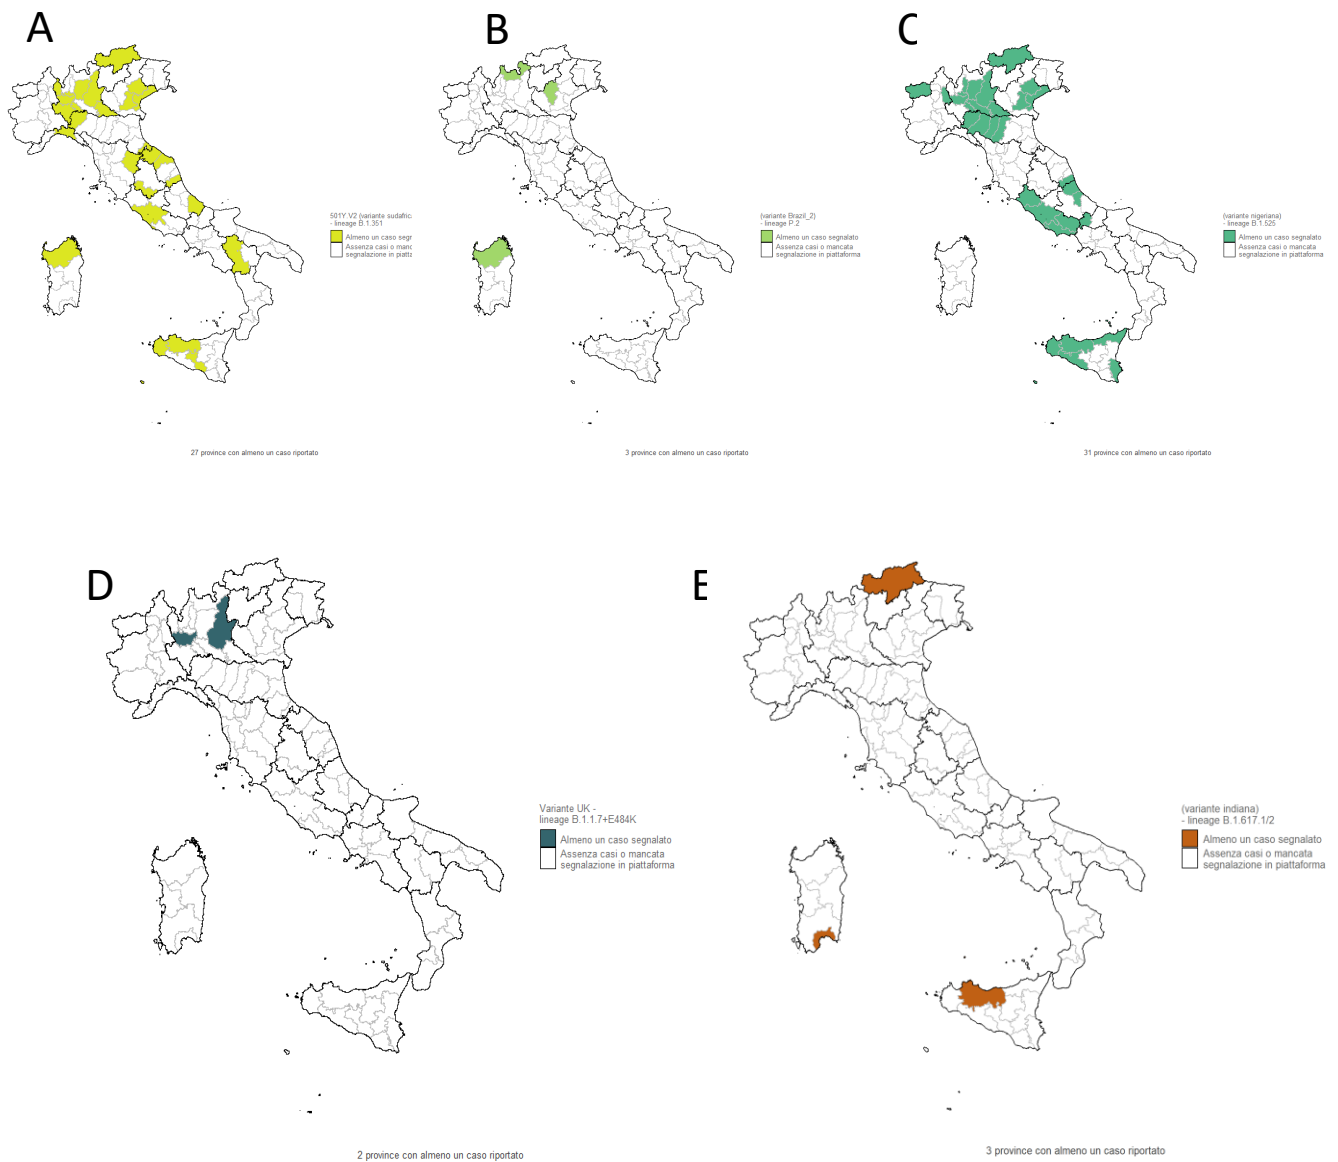 A
B
C
501Y.V2 (variante sudafric
- lineage B.1.351
Almeno un caso segr
Assenza casi o manc
segnalazione in piatta
(variante Brazil_2)
- lineage P.2
Almeno un caso segnalato
Assenza casi o mancata
segnalazione in piattaforma
(variante nigeriana)
- lineage B.1.525
Almeno un caso segnalato
Assenza casi o mancata
segnalazione in piattaforma
27 province con almeno un caso riportato
3 province con almeno un caso riportato
31 province con almeno un caso riportato
D
E
Variante UK -
lineage B.1.1.7+E484K
Almeno un caso segnalato
Assenza casi o mancata
segnalazione in piattaforma
(variante indiana)
- lineage B.1.617.1/2
Almeno un caso segnalato
Assenza casi o mancata
segnalazione in piattaforma
2 province con almeno un caso riportato
3 province con almeno un caso riportato